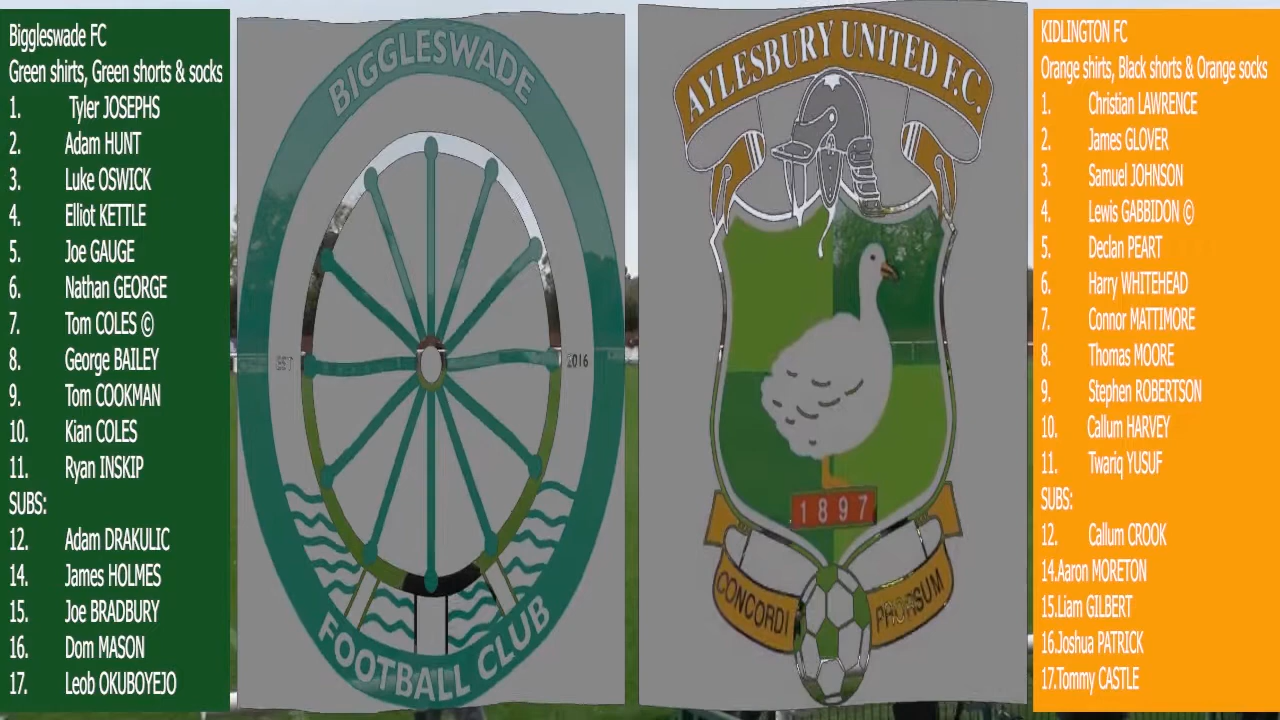 Biggleswade FC
Green shirts, Green shorts & socks
1. Tyler JOSEPHS
2. Adam HUNT
3. Luke OSWICK
4. Elliot KETTLE
5. Joe GAUGE
6. Nathan GEORGE
7. Tom COLES ©
8. George BAILEY
9. Tom COOKMAN
10. Kian COLES
11. Ryan INSKIP
SUBS:
12. Adam DRAKULIC
14. James HOLMES
15. Joe BRADBURY
16. Dom MASON
17. Leob OKUBOYEJO
BIGGLESWADE
EST 2016
FOOTBALL CLUB
AYLESBURY UNITED F.C.
1897
CONCORDI PRORSUM
KIDLINGTON FC
Orange shirts, Black shorts & Orange socks
1. Christian LAWRENCE
2. James GLOVER
3. Samuel JOHNSON
4. Lewis GABBIDON ©
5. Declan PEART
6. Harry WHITEHEAD
7. Connor MATTIMORE
8. Thomas MOORE
9. Stephen ROBERTSON
10. Callum HARVEY
11. Twariq YUSUF
SUBS:
12. Callum CROOK
14.Aaron MORETON
15.Liam GILBERT
16.Joshua PATRICK
17.Tommy CASTLE